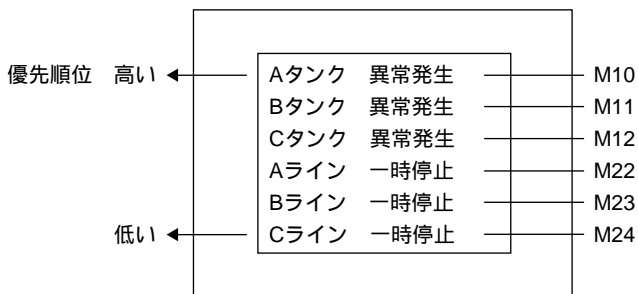 優先順位 高い Aタンク 異常発生 M10
Bタンク 異常発生 M11
Cタンク 異常発生 M12
Aライン 一時停止 M22
Bライン 一時停止 M23
低い Cライン 一時停止 M24